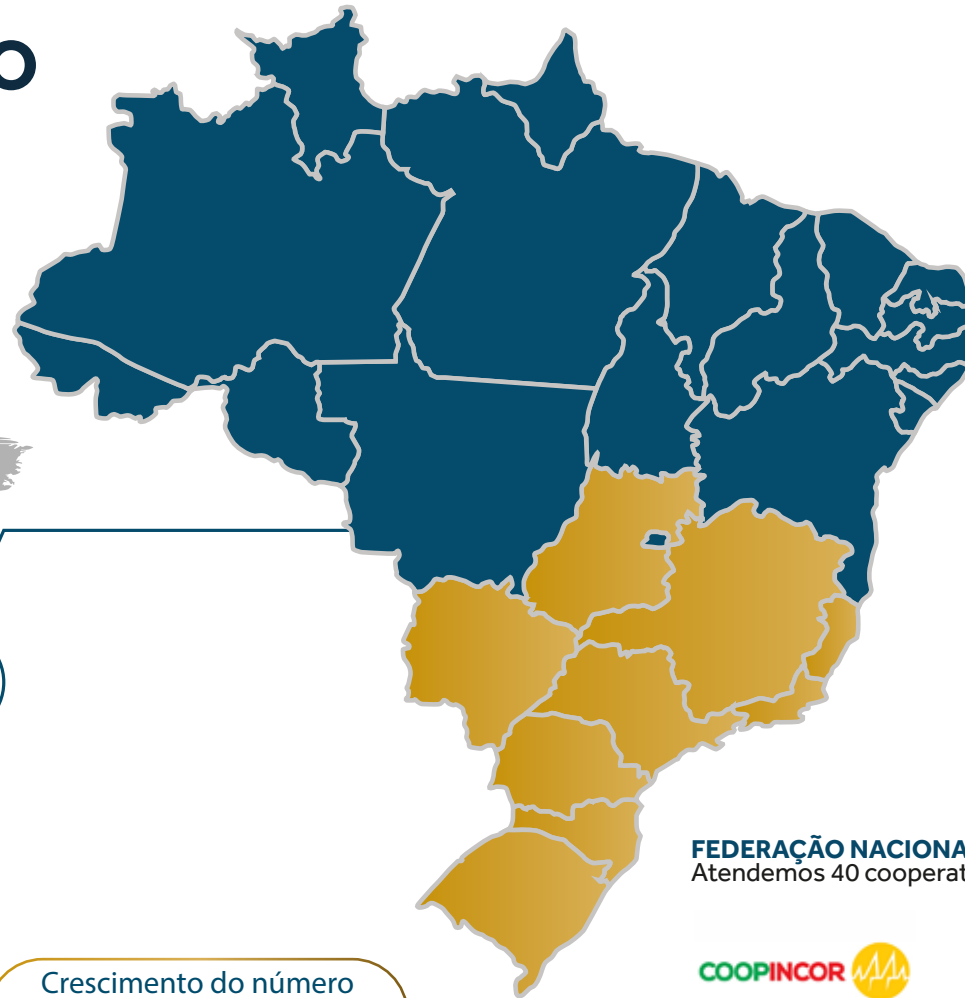 FEDERAÇÃO NACIONA
Atendemos 40 cooperat
COOPINCOR
Crescimento do número